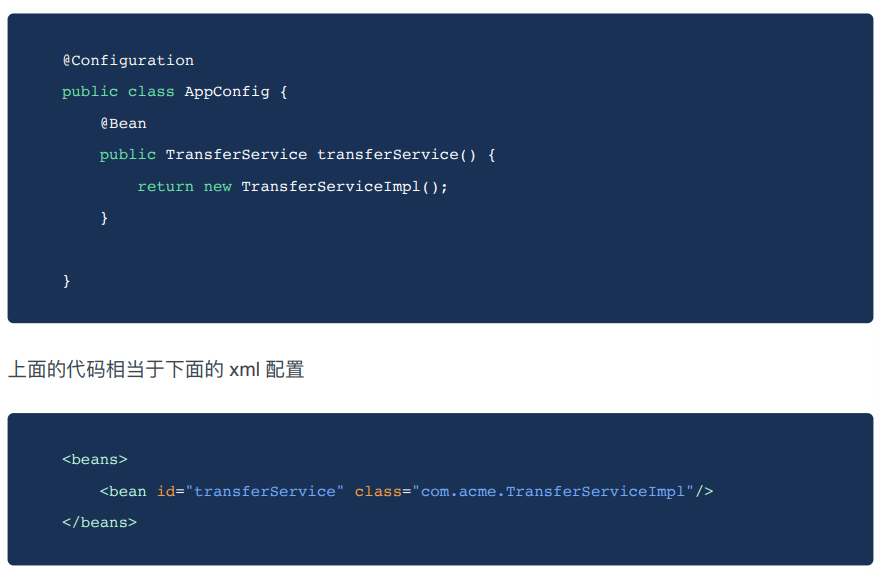 @Configuration
public class AppConfig {
    @Bean
    public TransferService transferService() {
        return new TransferServiceImpl();
    }
}
上面的代码相当于下面的 xml 配置
<beans>
    <bean id="transferService" class="com.acme.TransferServiceImpl"/>
</beans>